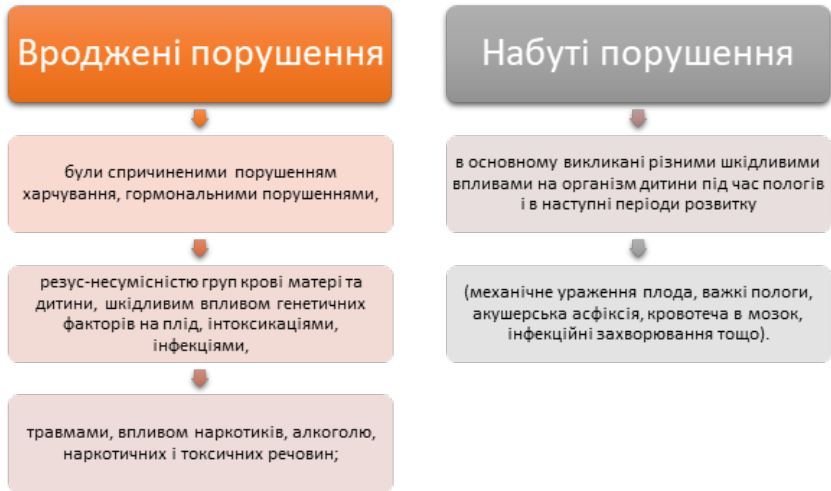 Вроджені порушення
були спричиненими порушенням
харчування, гормональними порушеннями,
резус-несумісністю груп крові матері та
дитини, шкідливим впливом генетичних
факторів на плід, інтоксикаціями,
інфекціями,
травмами, впливом наркотиків, алкоголю,
наркотичних і токсичних речовин;
Набуті порушення
в основному викликані різними шкідливими
впливами на організм дитини під час пологів
і в наступні періоди розвитку
(механічне ураження плода, важкі пологи,
акушерська асфіксія, кровотеча в мозок,
інфекційні захворювання тощо).